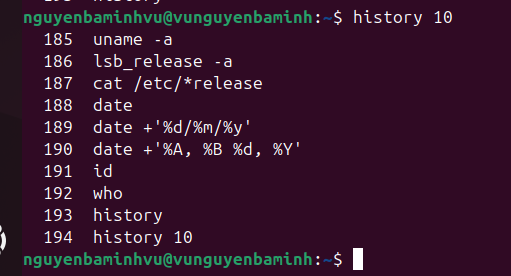 nguyenbaminhvu@vunguyenbaminh:~$ history 10
185 uname -a
186 lsb_release -a
187 cat /etc/*release
188 date
189 date +'%d/%m/%y'
190 date +'%A, %B %d, %Y'
191 id
192 who
193 history
194 history 10
nguyenbaminhvu@vunguyenbaminh:~$